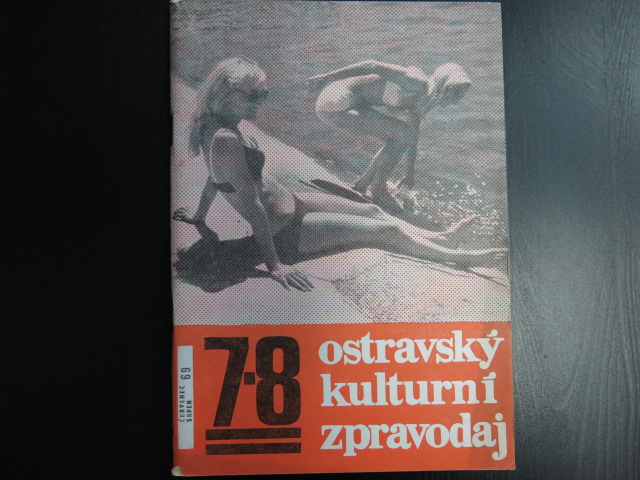 ČERVENEC
SRPEN
69
7-8
ostravský
kulturní
zpravodaj